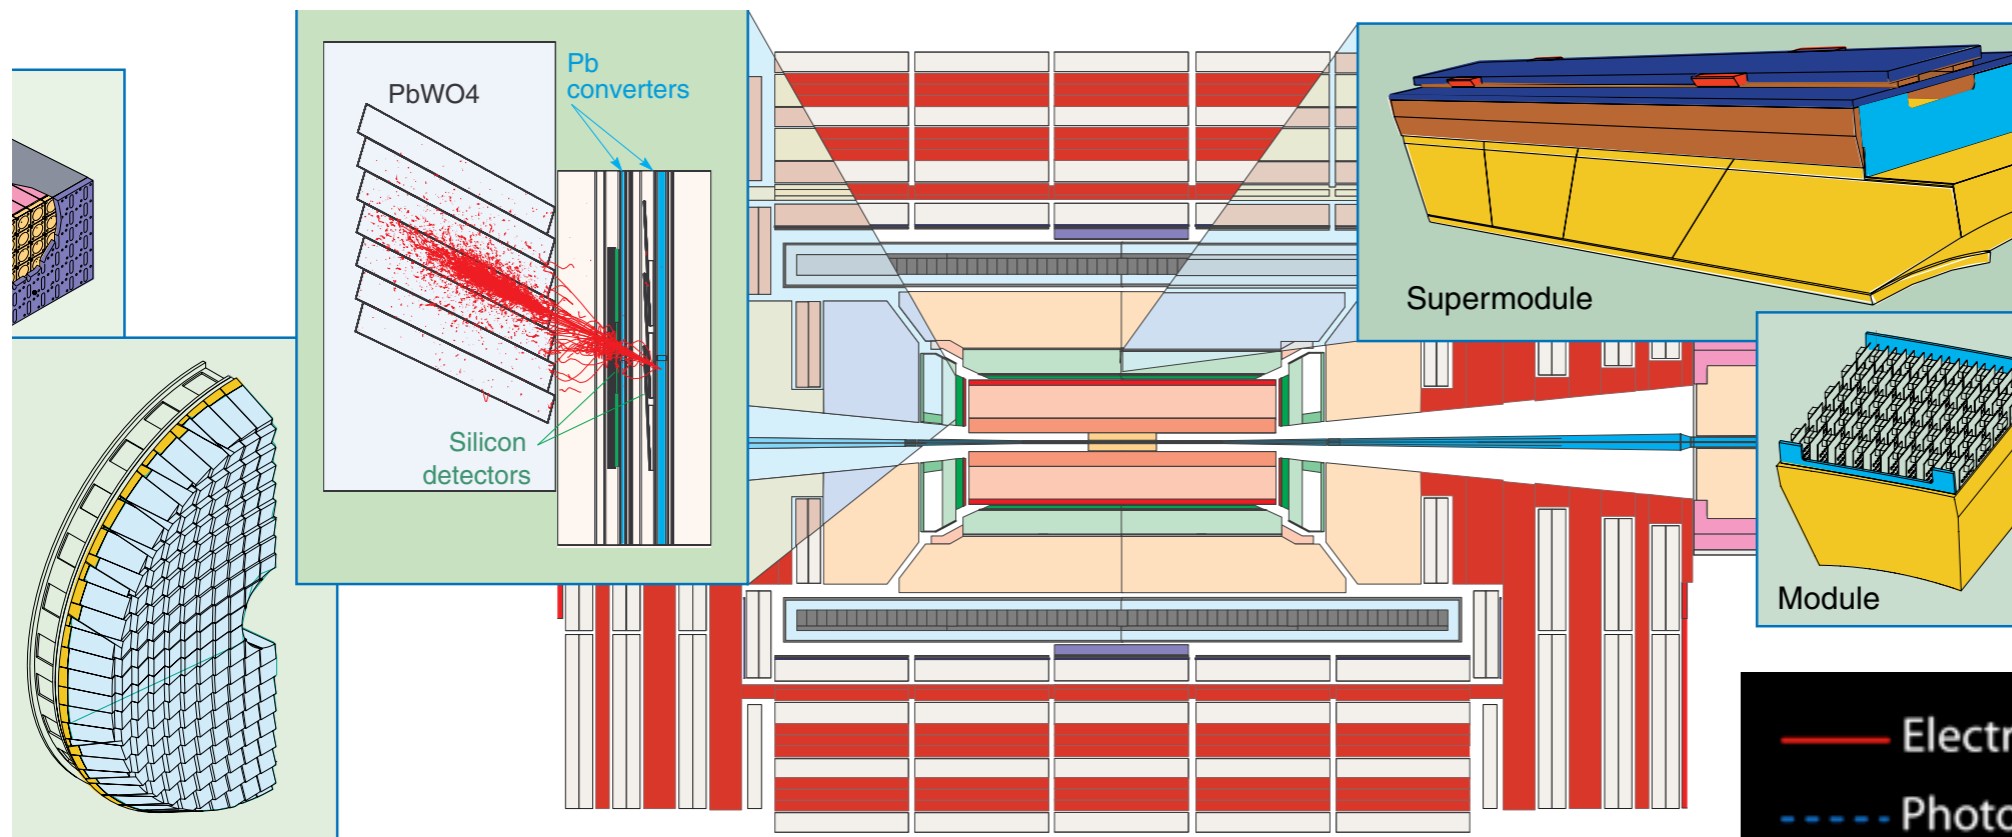 PbWO4
Pb
converters
Silicon
detectors
Supermodule
Module